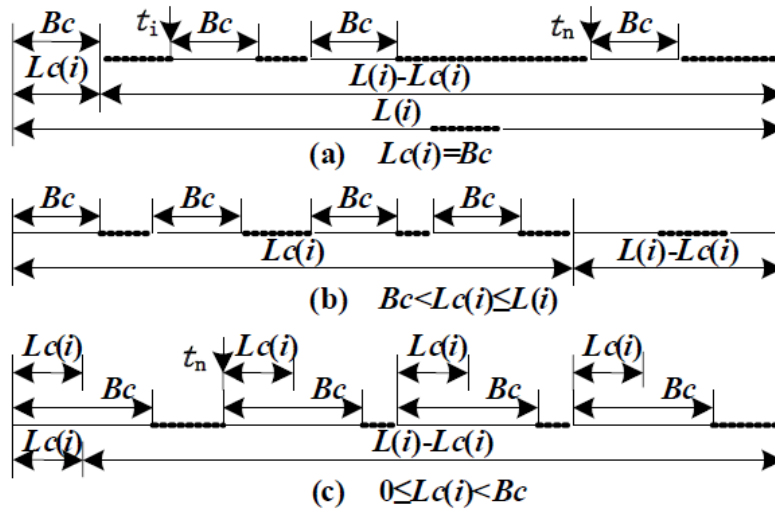 Bc ti Bc Bc tn Bc
Lc(i) L(i)-Lc(i)
L(i)
(a) Lc(i)=Bc
Bc Bc Bc Bc
Lc(i) L(i)-Lc(i)
(b) Bc<Lc(i)≤L(i)
Lc(i) tn Lc(i) Lc(i) Lc(i)
Bc Bc Bc Bc
Lc(i) L(i)-Lc(i)
(c) 0≤Lc(i)<Bc